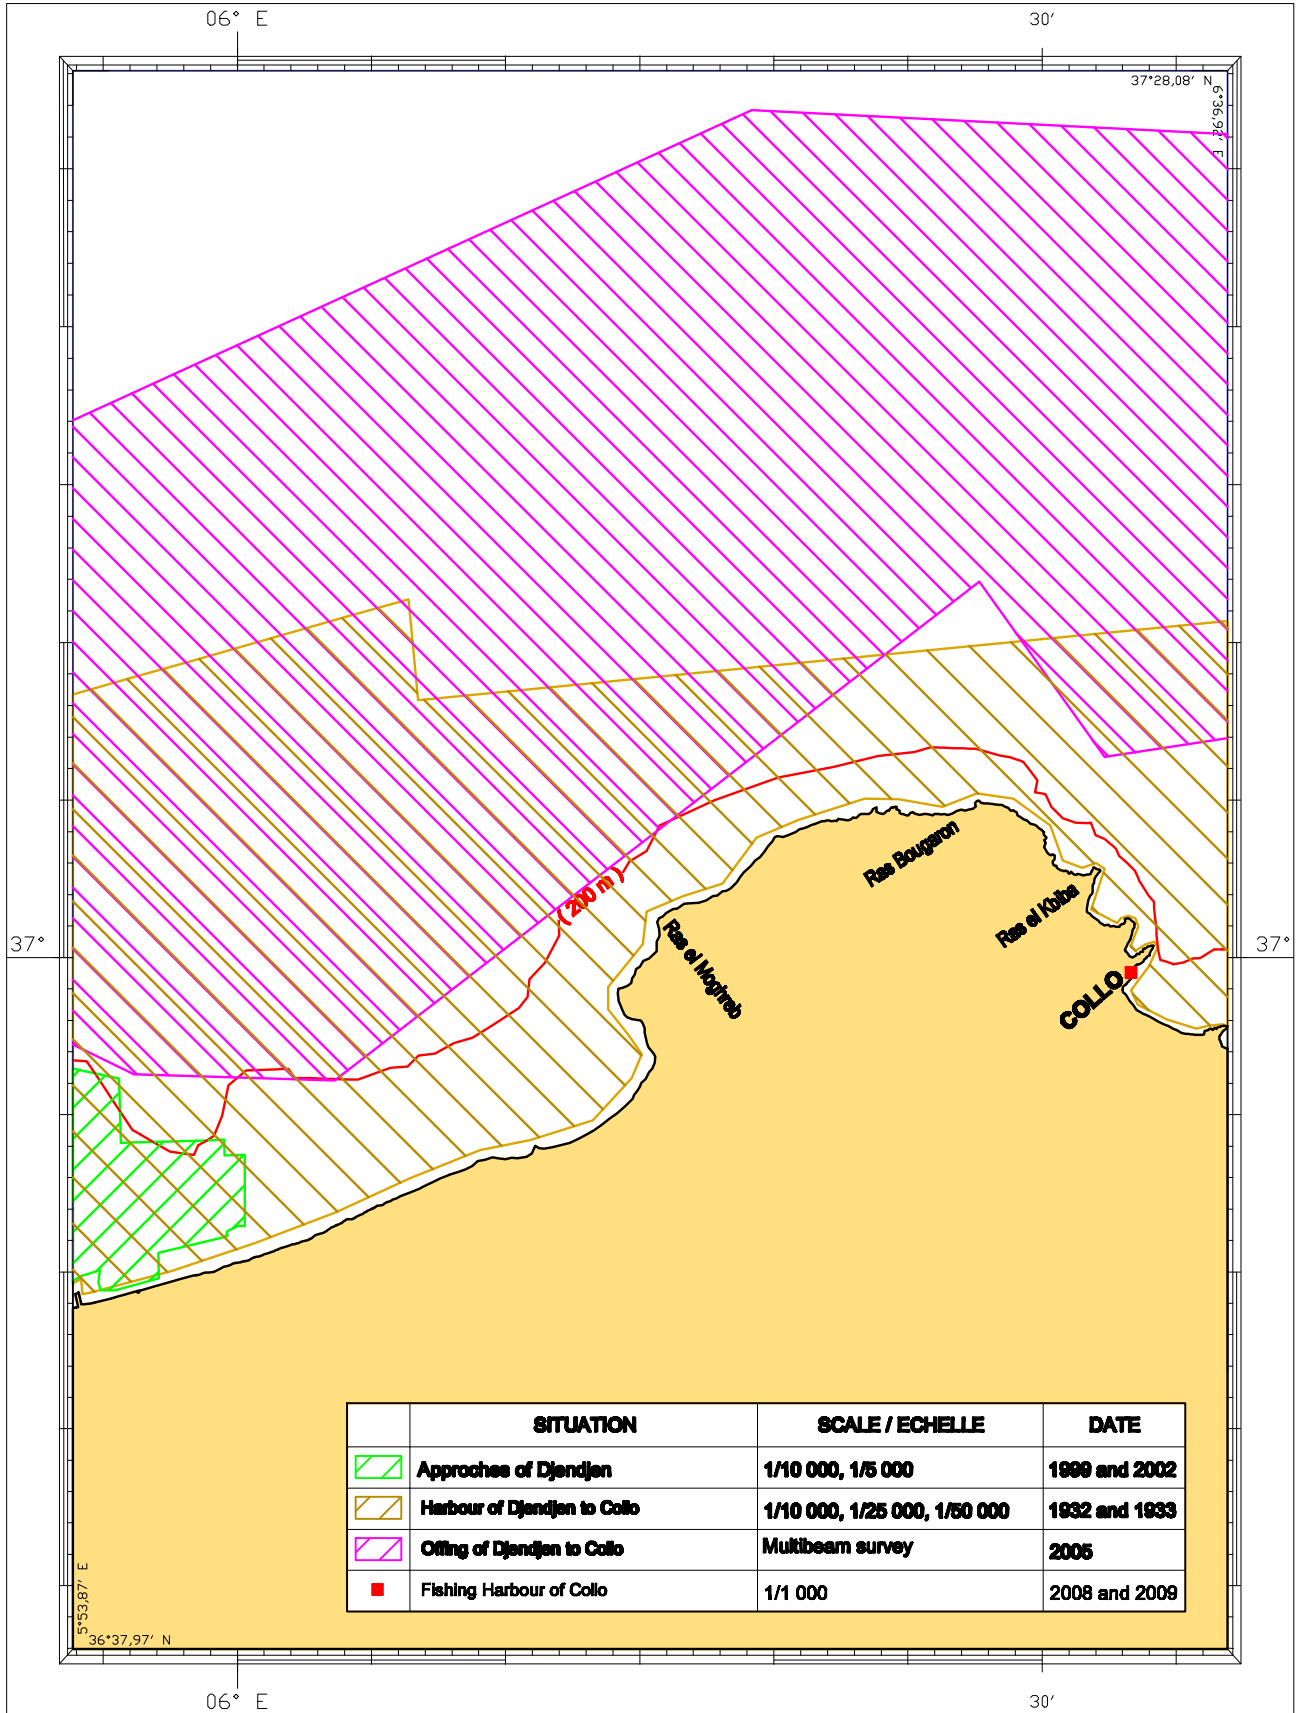 06° E 30'
37°28,08' N
6°36,92' E
Ras Bougaron
( 200 m )
Ras el Kbiba
Ras el Moghreb
37° 37°
COLLO
SITUATION SCALE / ECHELLE DATE
Approches of Djendjen 1/10 000, 1/5 000 1999 and 2002
Harbour of Djendjen to Collo 1/10 000, 1/25 000, 1/50 000 1932 and 1933
Offing of Djendjen to Collo Multibeam survey 2005
Fishing Harbour of Collo 1/1 000 2008 and 2009
5°53,87' E
36°37,97' N
06° E 30'